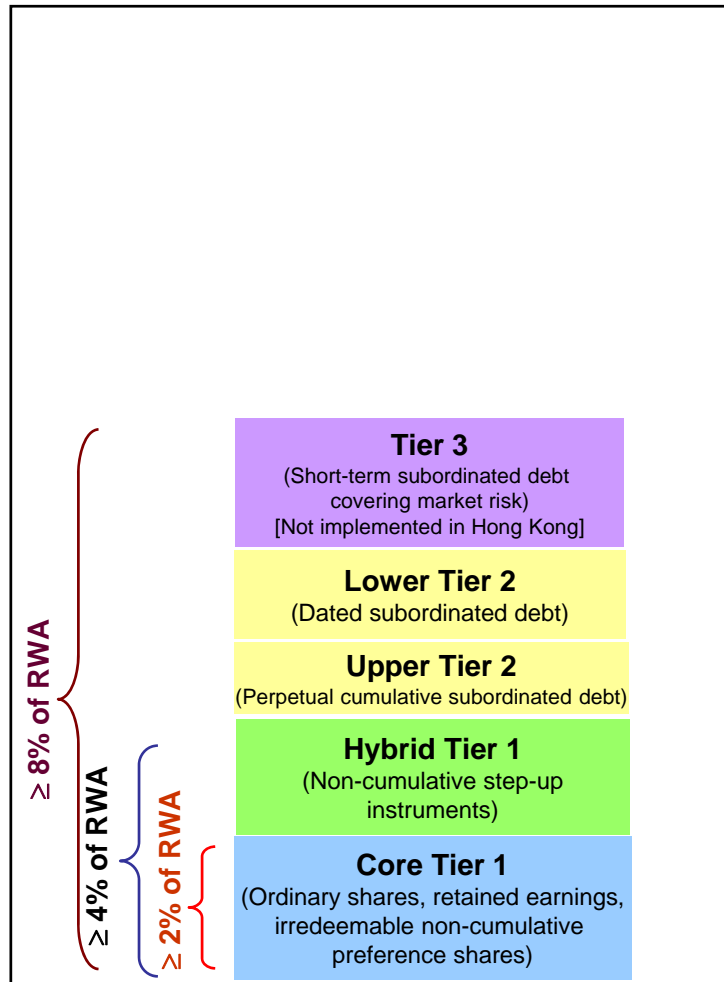 Tier 3
(Short-term subordinated debt
covering market risk)
[Not implemented in Hong Kong]
Lower Tier 2
(Dated subordinated debt)
Upper Tier 2
(Perpetual cumulative subordinated debt)
Hybrid Tier 1
(Non-cumulative step-up
instruments)
Core Tier 1
(Ordinary shares, retained earnings,
irredeemable non-cumulative
preference shares)
≥ 8% of RWA
≥ 4% of RWA
≥ 2% of RWA